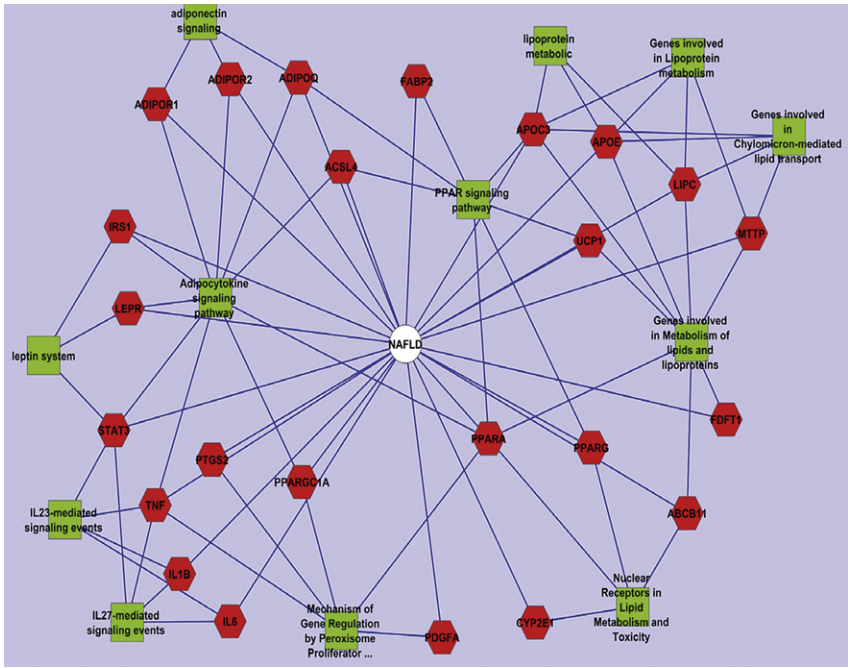 adiponectin
signaling
lipoprotein
metabolic
Genes involved
in Lipoprotein
metabolism
ADIPOR2
ADIPOQ
FABP2
ADIPOR1
APOC3
APOE
Genes involved
in
Chylomicron-mediated
lipid transport
ACSL4
PPAR signaling
pathway
LIPC
IRS1
UCP1
MTTP
Adipocytokine
signaling
pathway
LEPR
leptin system
NAFLD
Genes involved
in Metabolism of
lipids and
lipoproteins
FDFT1
STAT3
PPARA
PPARG
PTGS2
PPARGC1A
IL23-mediated
signaling events
TNF
ABCB11
IL1B
IL27-mediated
signaling events
IL6
Mechanism of
Gene Regulation
by Peroxisome
Proliferator ...
PDGFA
CYP2E1
Nuclear
Receptors in
Lipid
Metabolism and
Toxicity